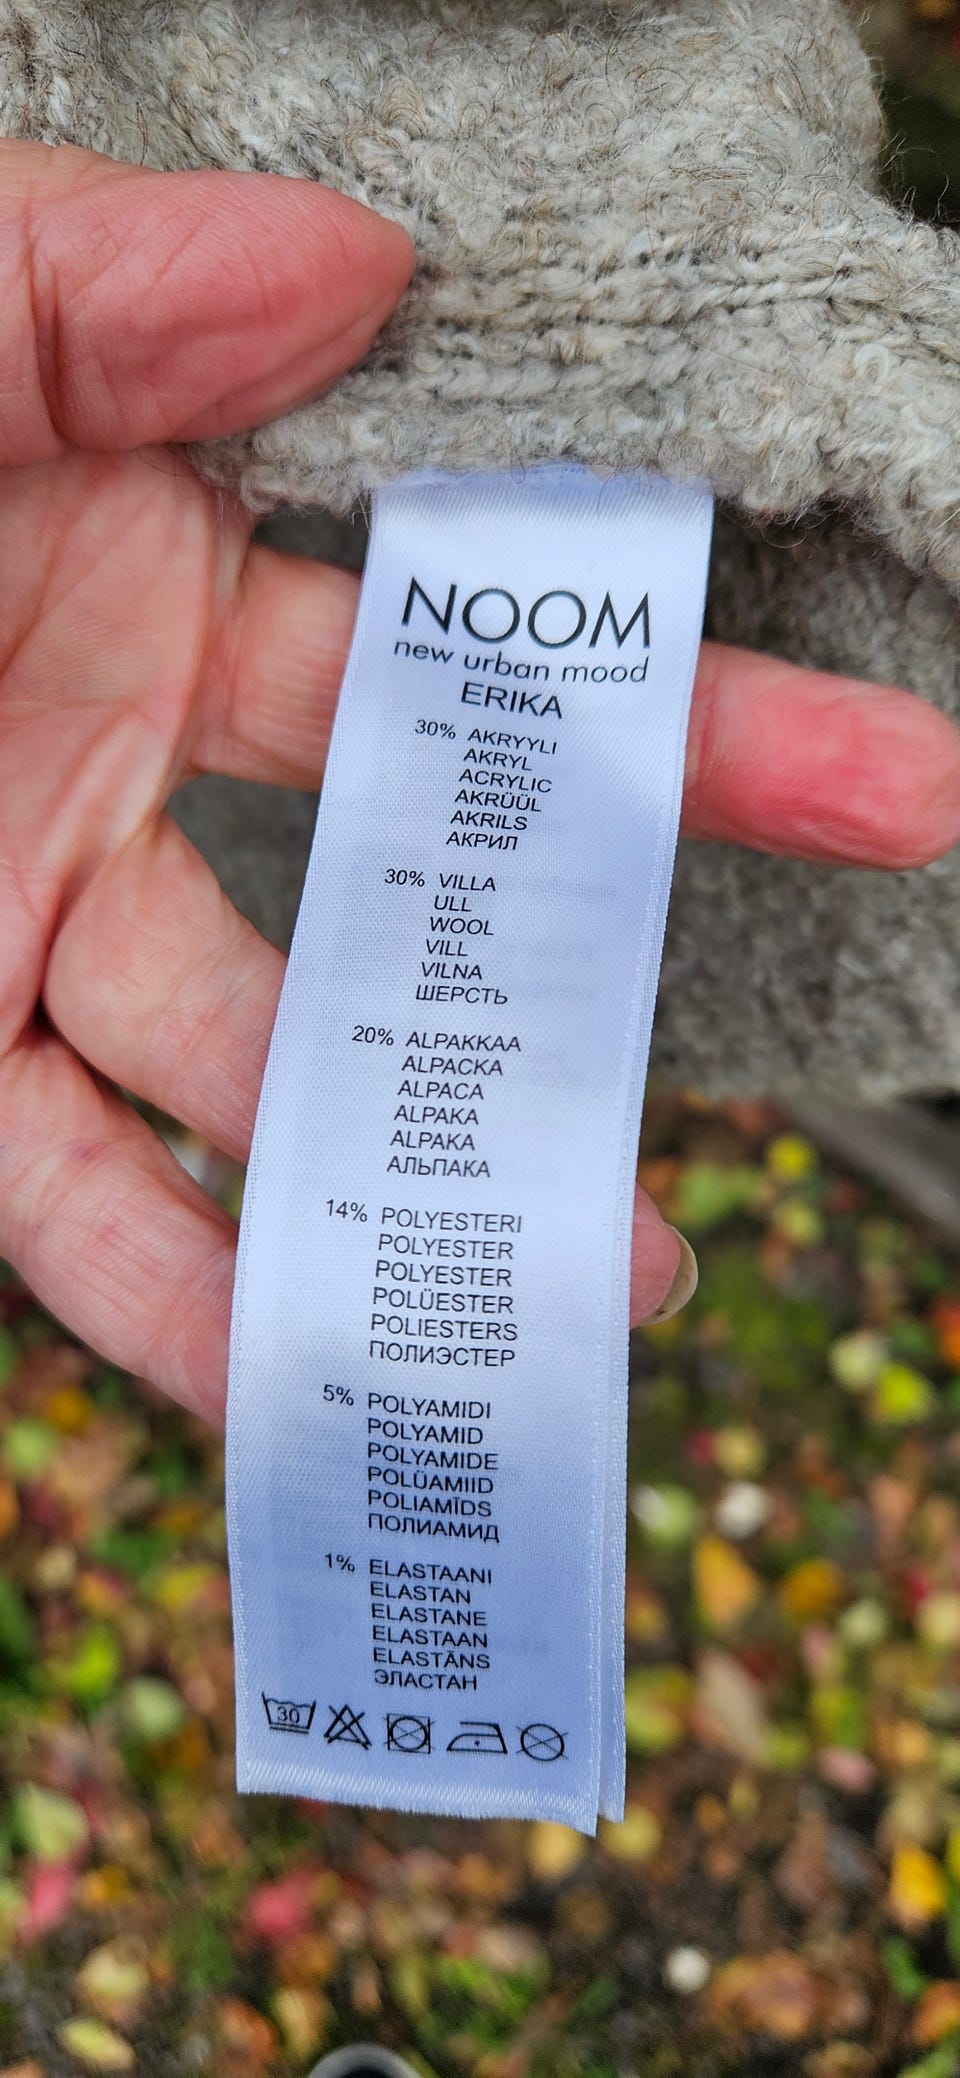 NOOM
new urban mood
ERIKA
30% AKRYYLI
AKRYL
ACRYLIC
AKRÜÜL
AKRILS
АКРИЛ
30% VILLA
ULL
WOOL
VILL
VILNA
ШЕРСТЬ
20% ALPAKKAA
ALPACKA
ALPACA
ALPAKA
ALPAKA
АЛЬПАКА
14% POLYESTERI
POLYESTER
POLYESTER
POLÜESTER
POLIESTERS
ПОЛИЭСТЕР
5% POLYAMIDI
POLYAMID
POLYAMIDE
POLÜAMIID
POLIAMĪDS
ПОЛИАМИД
1% ELASTAANI
ELASTAN
ELASTANE
ELASTAAN
ELASTĀNS
ЭЛАСТАН
30